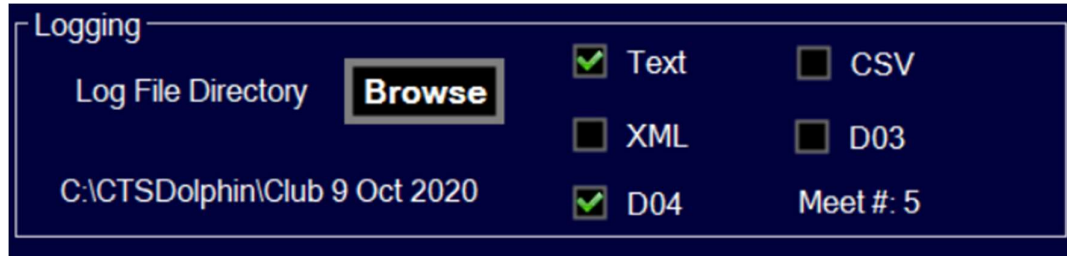 Logging
Text CSV
Log File Directory Browse
XML D03
C:\CTSDolphin\Club 9 Oct 2020 D04 Meet #: 5